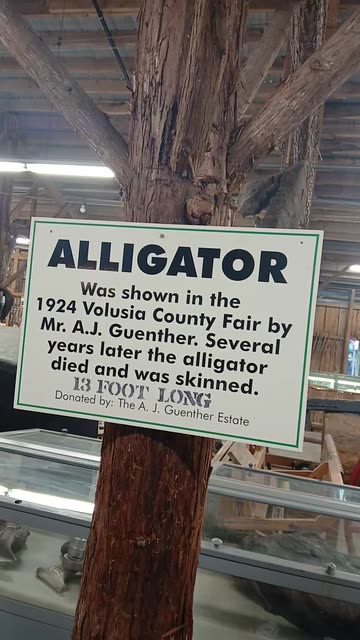 ALLIGATOR
Was shown in the
1924 Volusia County Fair by
Mr. A.J. Guenther. Several
years later the alligator
died and was skinned.
13 FOOT LONG
Donated by: The A. J. Guenther Estate